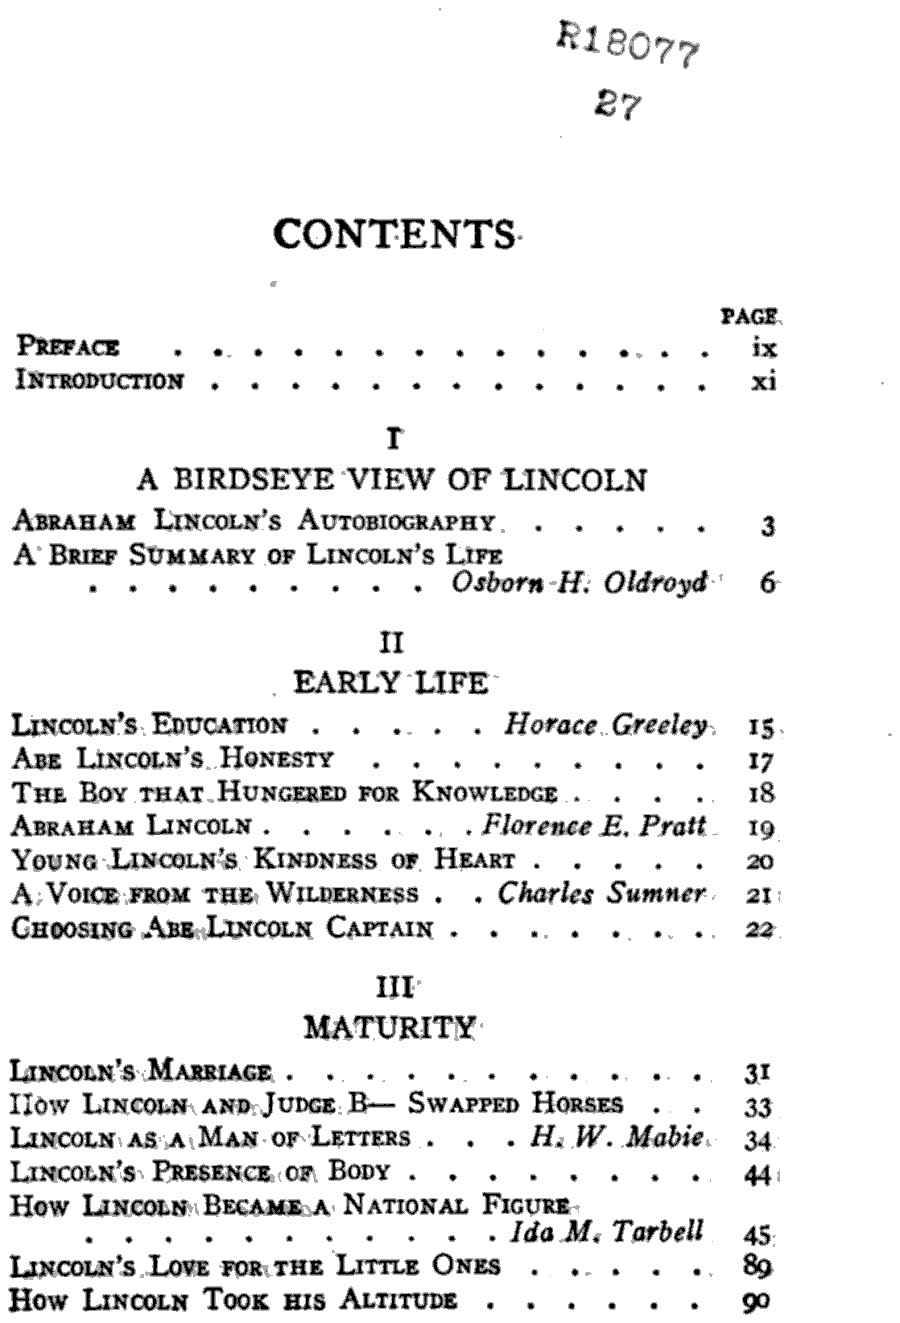 R18077
27
CONTENTS
PAGE
PREFACE . . . . . . . . . . . . . . ix
INTRODUCTION . . . . . . . . . . . . . xi
I
A BIRDSEYE VIEW OF LINCOLN
ABRAHAM LINCOLN'S AUTOBIOGRAPHY . . . . . . 3
A BRIEF SUMMARY OF LINCOLN'S LIFE
. . . . . . . . . Osborn H. Oldroyd 6
II
EARLY LIFE
LINCOLN'S EDUCATION . . . . . Horace Greeley 15
ABE LINCOLN'S HONESTY . . . . . . . . . 17
THE BOY THAT HUNGERED FOR KNOWLEDGE . . . . 18
ABRAHAM LINCOLN . . . . . . Florence E. Pratt 19
YOUNG LINCOLN'S KINDNESS OF HEART . . . . . 20
A VOICE FROM THE WILDERNESS . . Charles Sumner 21
CHOOSING ABE LINCOLN CAPTAIN . . . . . . . 22
III
MATURITY
LINCOLN'S MARRIAGE . . . . . . . . . . . 31
HOW LINCOLN AND JUDGE B— SWAPPED HORSES . . 33
LINCOLN AS A MAN OF LETTERS . . . H. W. Mabie 34
LINCOLN'S PRESENCE OF BODY . . . . . . . . 44
HOW LINCOLN BECAME A NATIONAL FIGURE
. . . . . . . . . . . Ida M. Tarbell 45
LINCOLN'S LOVE FOR THE LITTLE ONES . . . . . 89
HOW LINCOLN TOOK HIS ALTITUDE . . . . . . 90